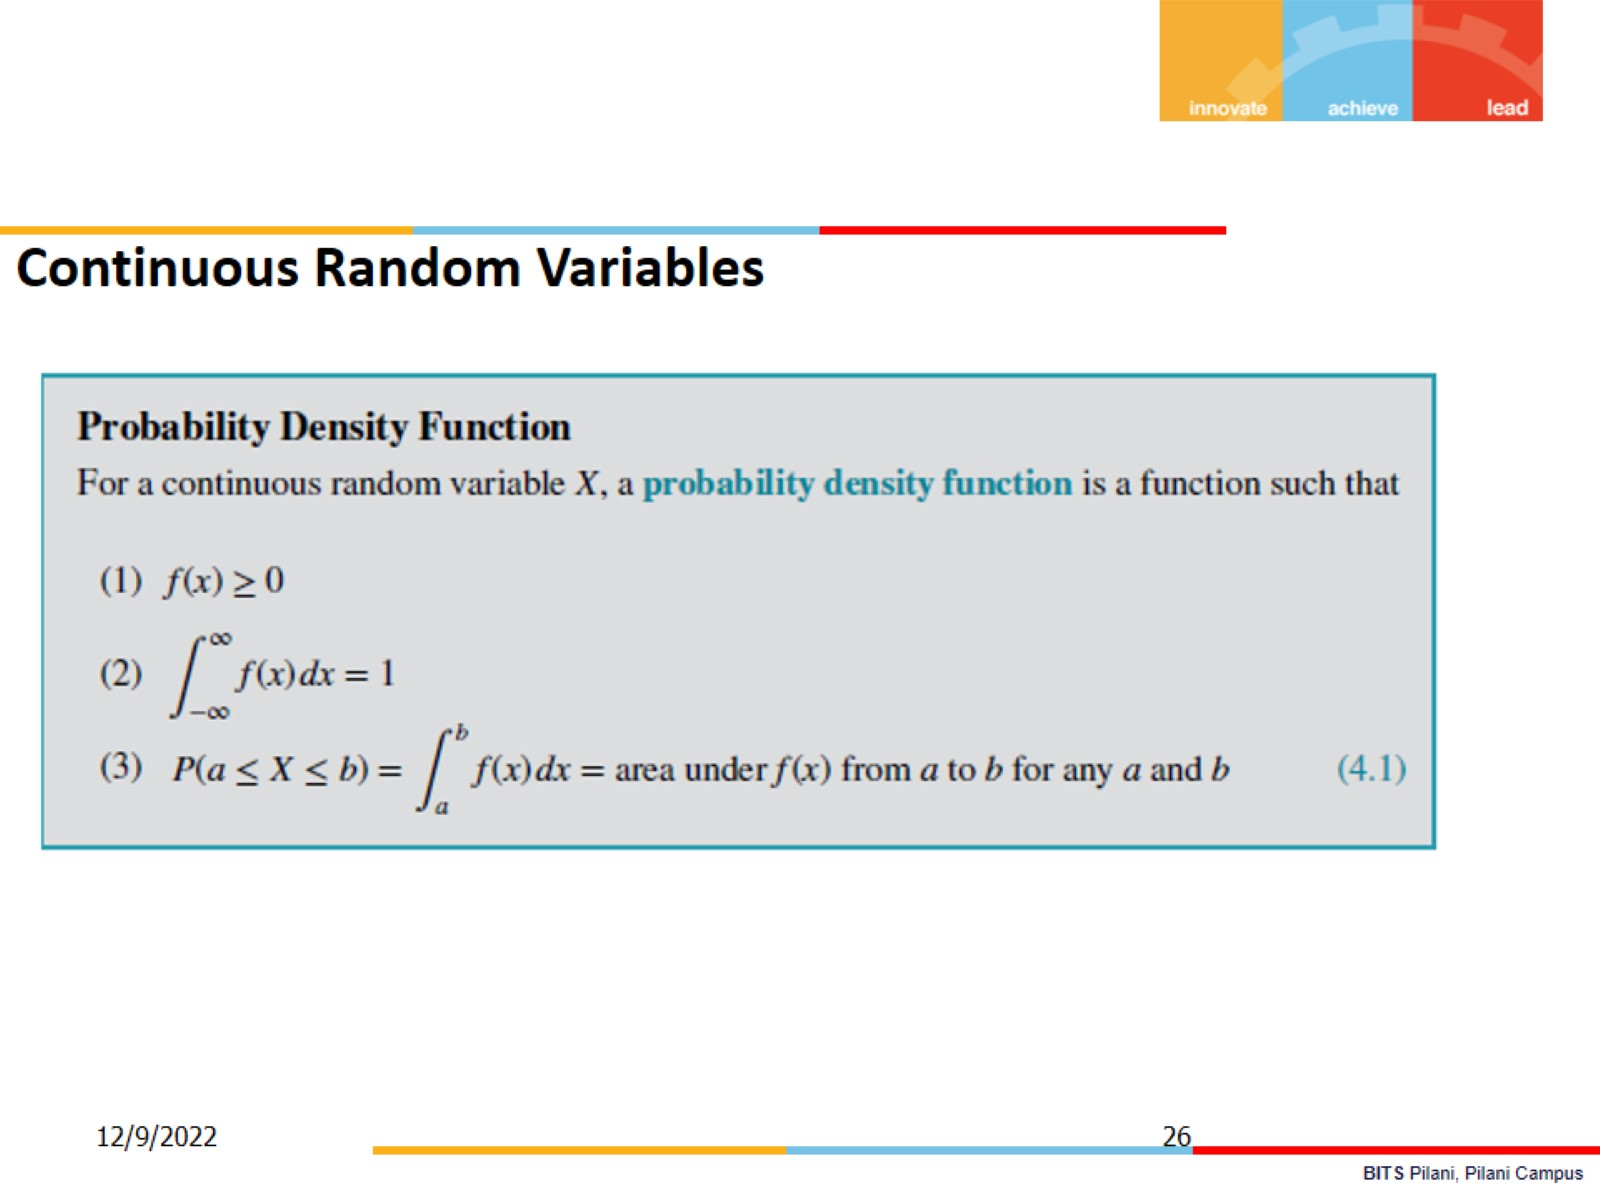 innovate achieve lead
Continuous Random Variables
Probability Density Function
For a continuous random variable X, a probability density function is a function such that
(1) f(x) ≥ 0
(2) ∫_{-∞}^{∞} f(x) dx = 1
(3) P(a ≤ X ≤ b) = ∫_{a}^{b} f(x) dx = area under f(x) from a to b for any a and b (4.1)
12/9/2022 26
BITS Pilani, Pilani Campus